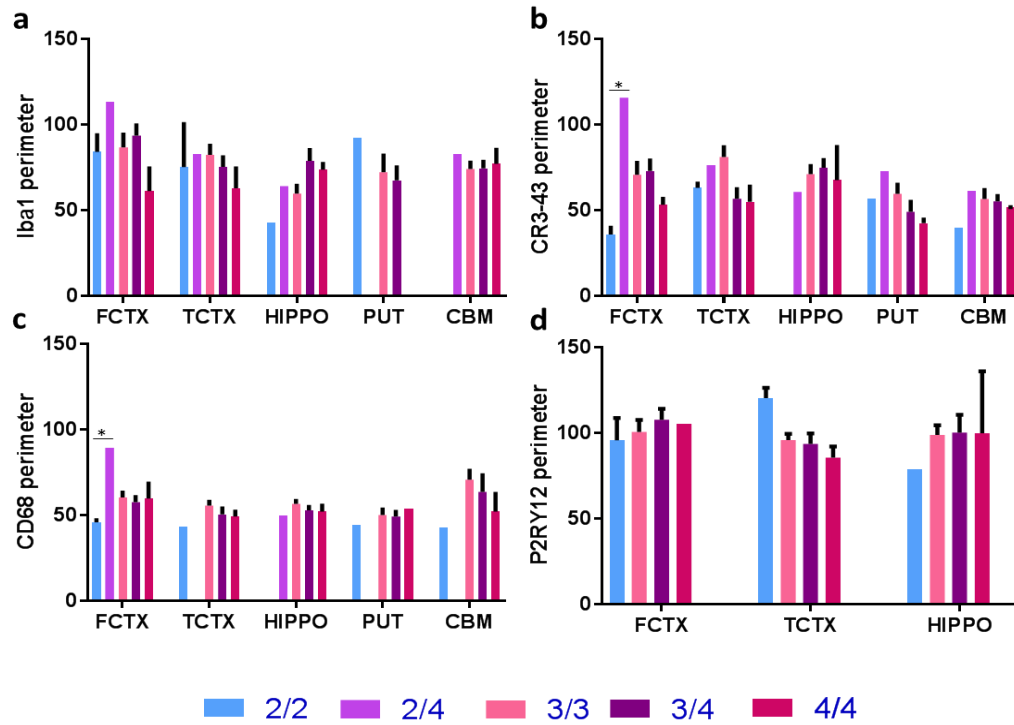 a
150
100
50
0
Iba1 perimeter
FCTX TCTX HIPPO PUT CBM
b
150
100
50
0
CR3-43 perimeter
*
FCTX TCTX HIPPO PUT CBM
c
150
100
50
0
CD68 perimeter
*
FCTX TCTX HIPPO PUT CBM
d
150
100
50
0
P2RY12 perimeter
FCTX TCTX HIPPO
2/2 2/4 3/3 3/4 4/4